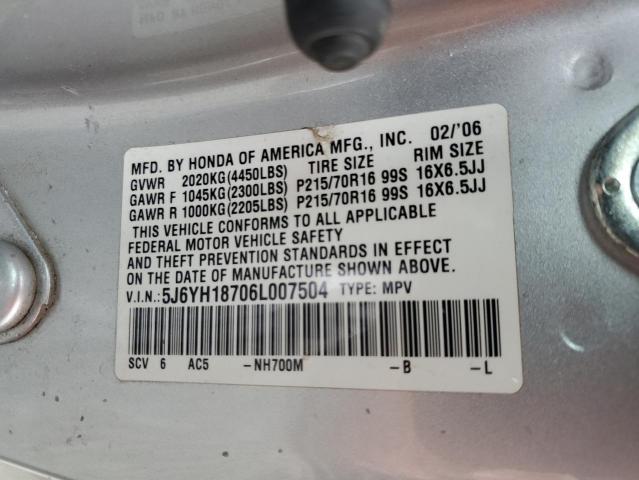 MFD. BY HONDA OF AMERICA MFG., INC. 02/'06
GVWR 2020KG(4450LBS) TIRE SIZE RIM SIZE
GAWR F 1045KG(2300LBS) P215/70R16 99S 16X6.5JJ
GAWR R 1000KG(2205LBS) P215/70R16 99S 16X6.5JJ
THIS VEHICLE CONFORMS TO ALL APPLICABLE
FEDERAL MOTOR VEHICLE SAFETY
AND THEFT PREVENTION STANDARDS IN EFFECT
ON THE DATE OF MANUFACTURE SHOWN ABOVE.
V.I.N.: 5J6YH18706L007504 TYPE: MPV
SCV 6 AC5 -NH700M -B -L